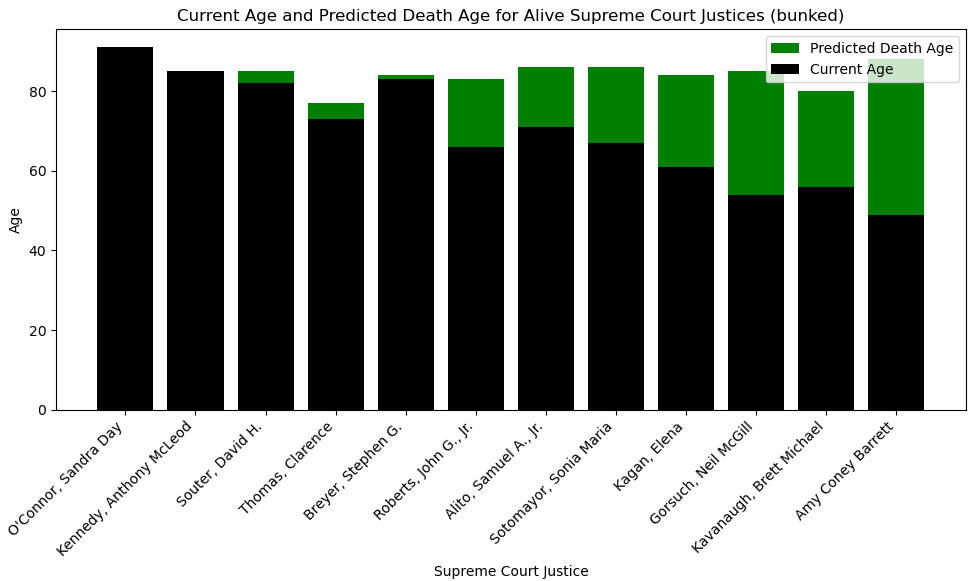 Current Age and Predicted Death Age for Alive Supreme Court Justices (bunked)
Predicted Death Age
Current Age
Age
80
60
40
20
0
O'Connor, Sandra Day
Kennedy, Anthony McLeod
Souter, David H.
Thomas, Clarence
Breyer, Stephen G.
Roberts, John G., Jr.
Alito, Samuel A., Jr.
Sotomayor, Sonia Maria
Kagan, Elena
Gorsuch, Neil McGill
Kavanaugh, Brett Michael
Amy Coney Barrett
Supreme Court Justice